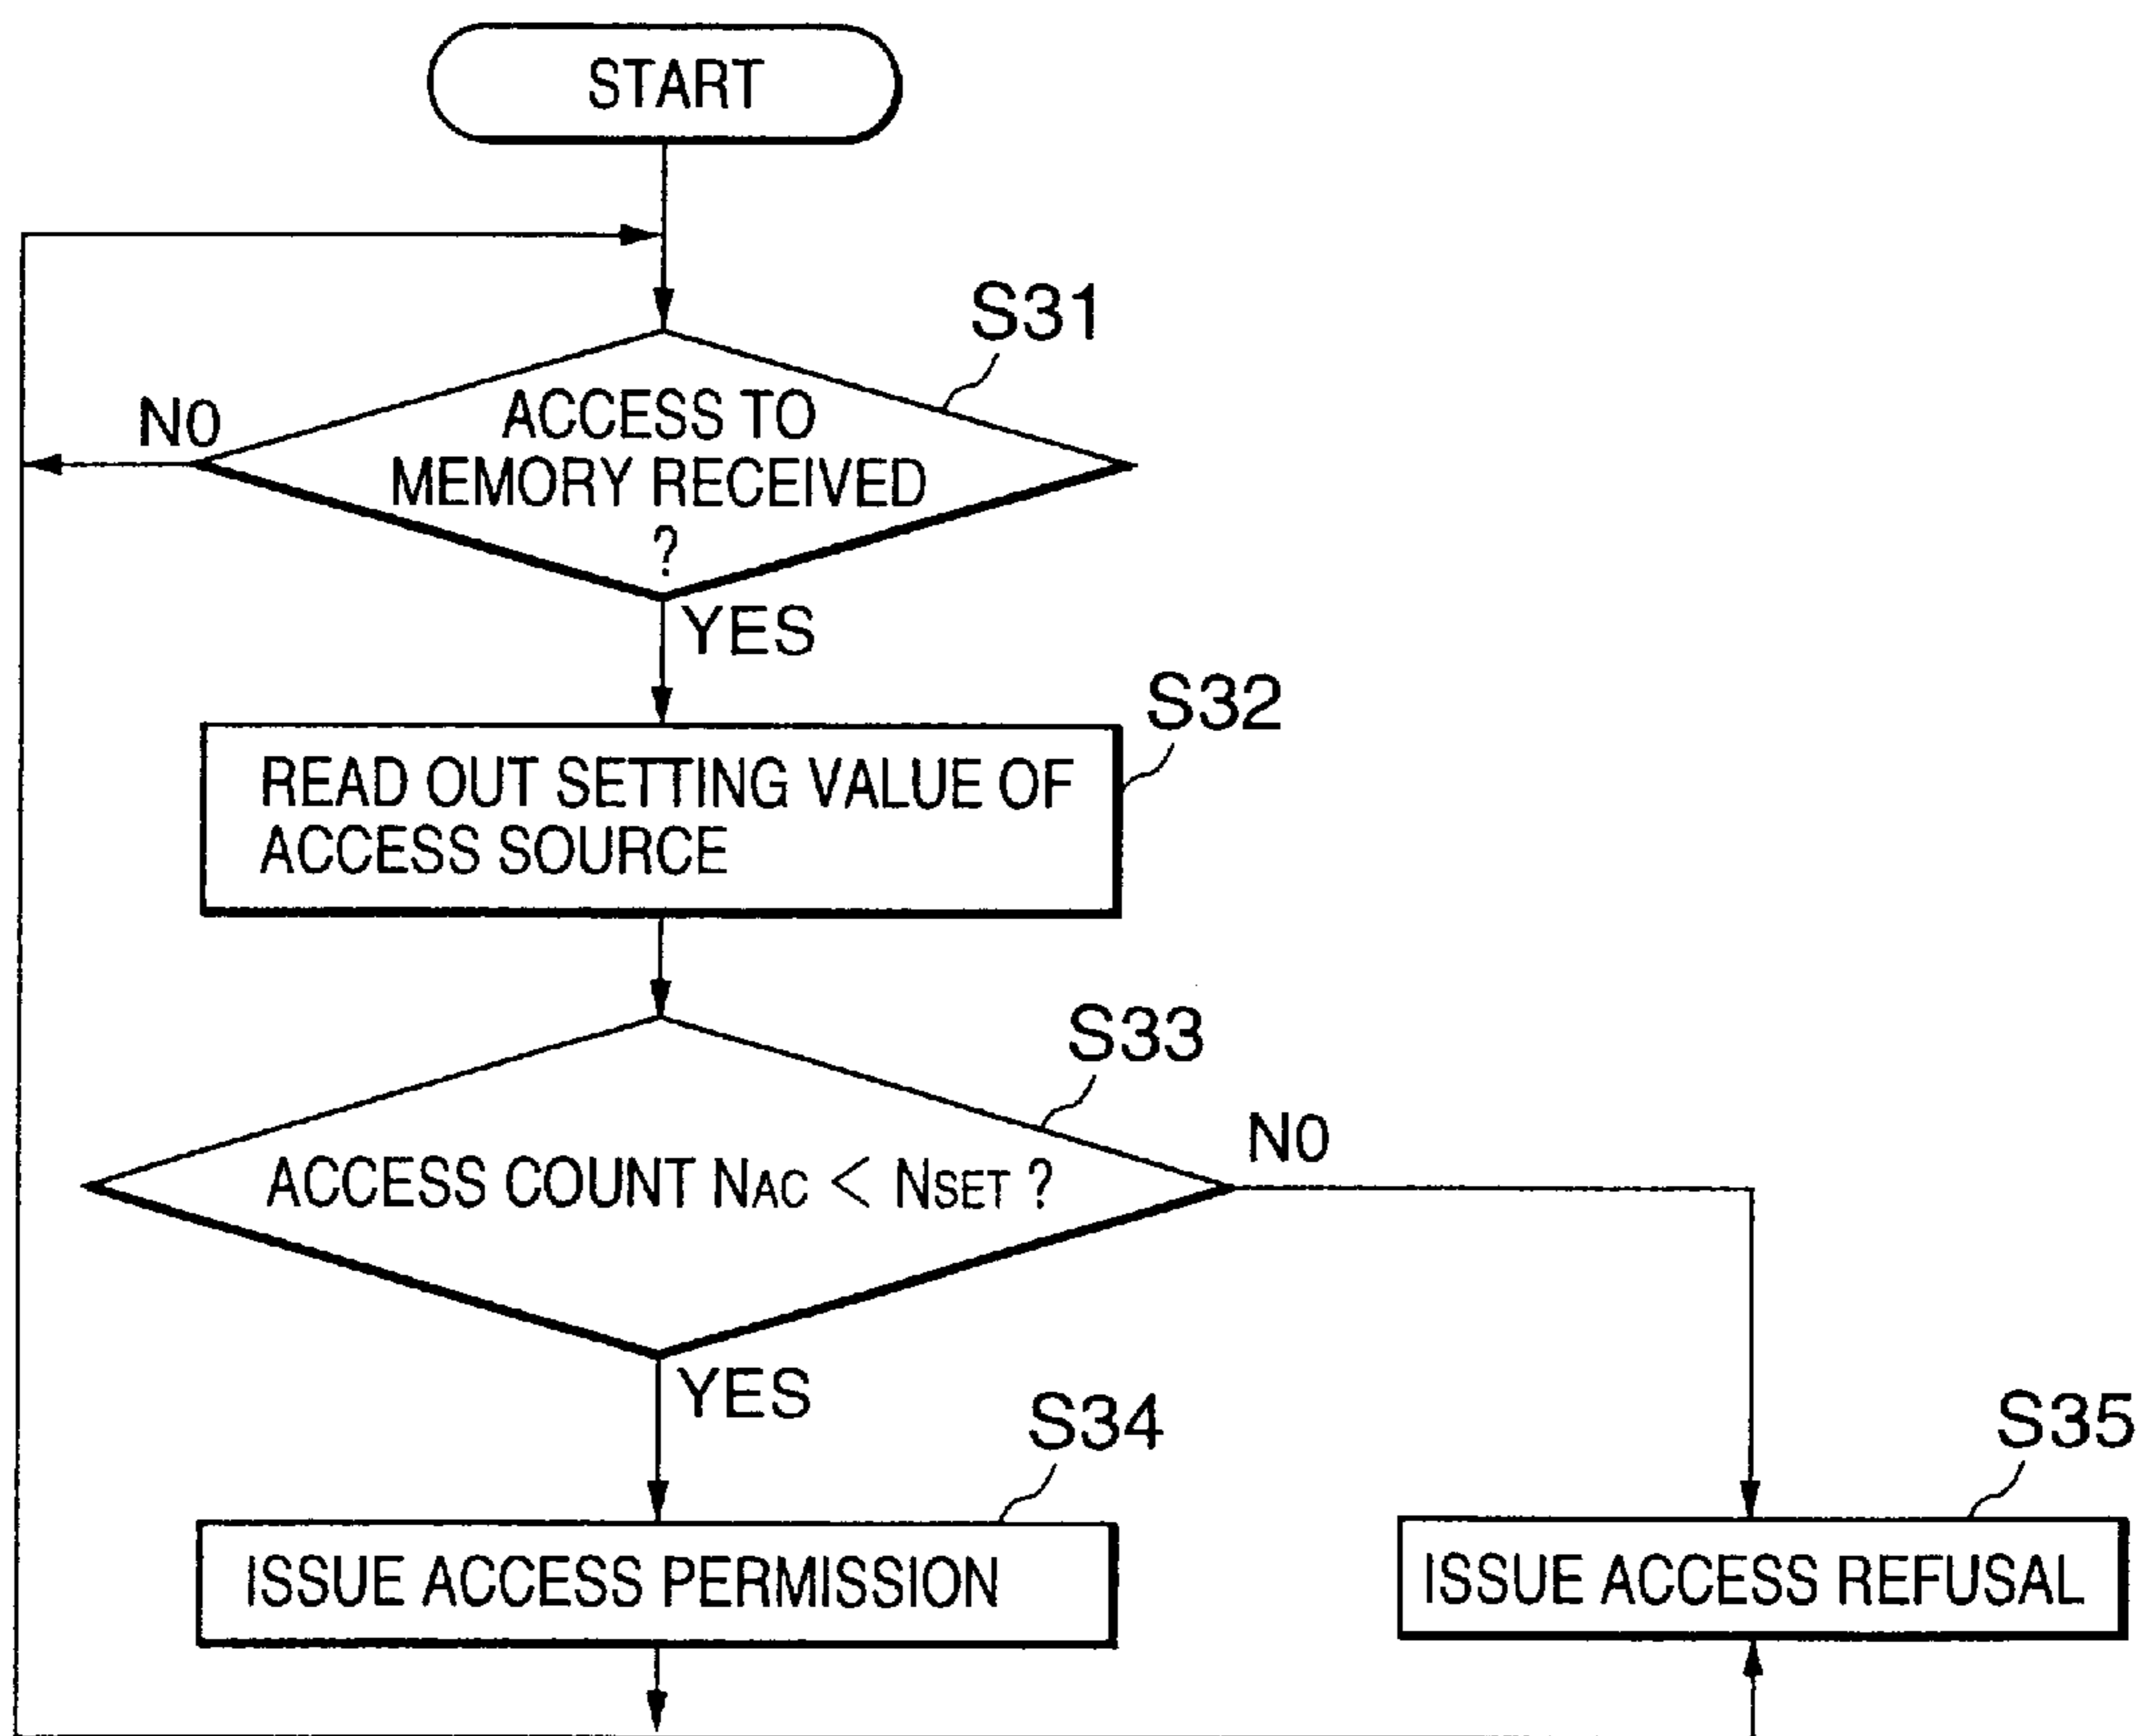 START
S31
ACCESS TO
MEMORY RECEIVED
?
NO
YES
S32
READ OUT SETTING VALUE OF
ACCESS SOURCE
S33
ACCESS COUNT NAC < NSET ?
NO
YES
S34
S35
ISSUE ACCESS PERMISSION
ISSUE ACCESS REFUSAL